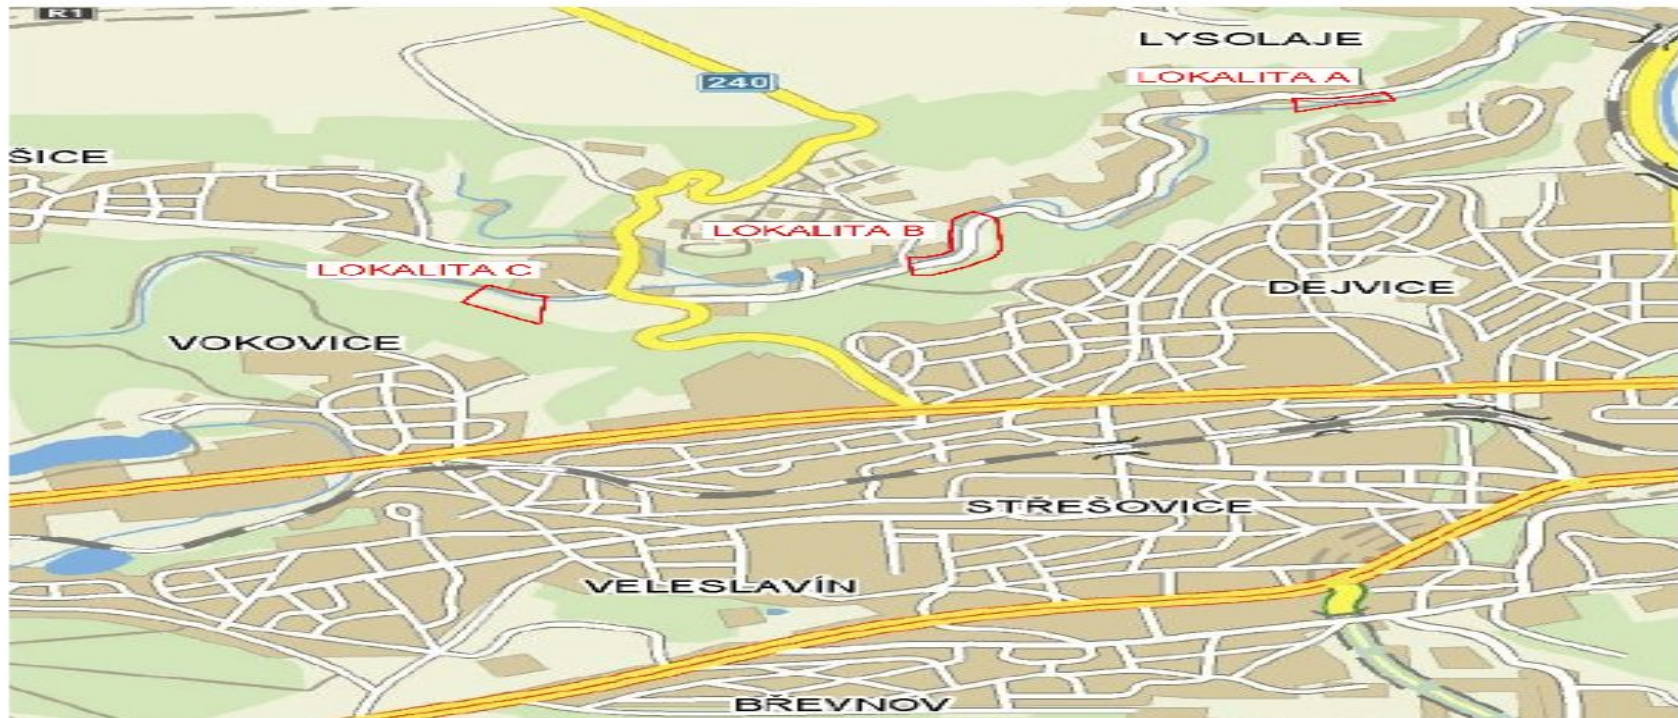 R1
LYSOLAJE
LOKALITA A
240
ŠICE
LOKALITA B
LOKALITA C
DEJVICE
VOKOVICE
STŘEŠOVICE
VELESLAVÍN
BŘEVNOV